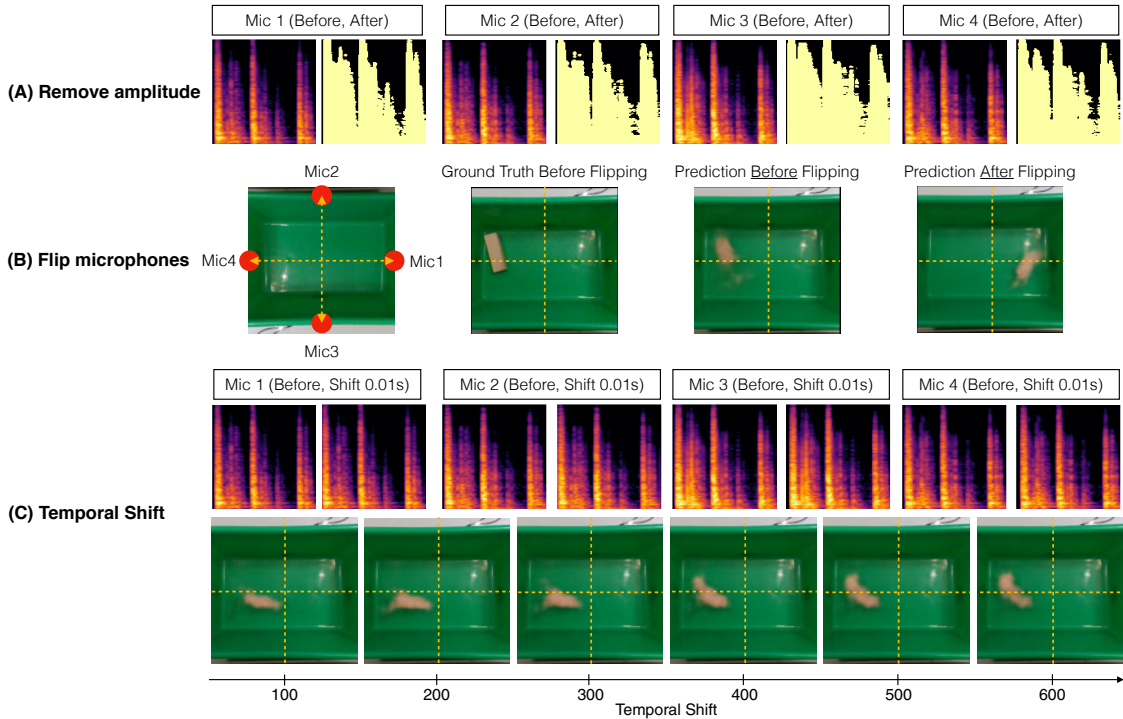 Mic 1 (Before, After)
Mic 2 (Before, After)
Mic 3 (Before, After)
Mic 4 (Before, After)
(A) Remove amplitude
Mic2
Ground Truth Before Flipping
Prediction Before Flipping
Prediction After Flipping
(B) Flip microphones
Mic4
Mic1
Mic3
Mic 1 (Before, Shift 0.01s)
Mic 2 (Before, Shift 0.01s)
Mic 3 (Before, Shift 0.01s)
Mic 4 (Before, Shift 0.01s)
(C) Temporal Shift
100
200
300
400
500
600
Temporal Shift